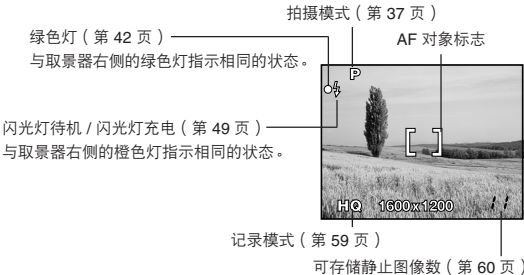 拍摄模式（第 37 页）
绿色灯（第 42 页）
与取景器右侧的绿色灯指示相同的状态。
AF 对象标志
P
闪光灯待机 / 闪光灯充电（第 49 页）
与取景器右侧的橙色灯指示相同的状态。
HQ 1600x1200 11
记录模式（第 59 页）
可存储静止图像数（第 60 页）